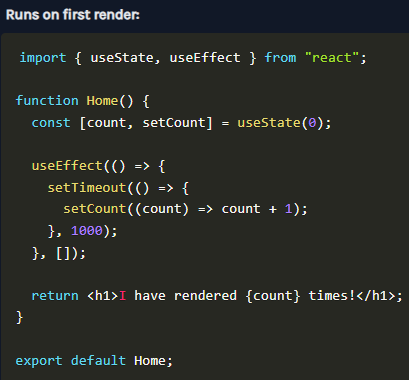 Runs on first render:
import { useState, useEffect } from "react";
function Home() {
const [count, setCount] = useState(0);
useEffect(() => {
setTimeout(() => {
setCount((count) => count + 1);
}, 1000);
}, []);
return <h1>I have rendered {count} times!</h1>;
}
export default Home;